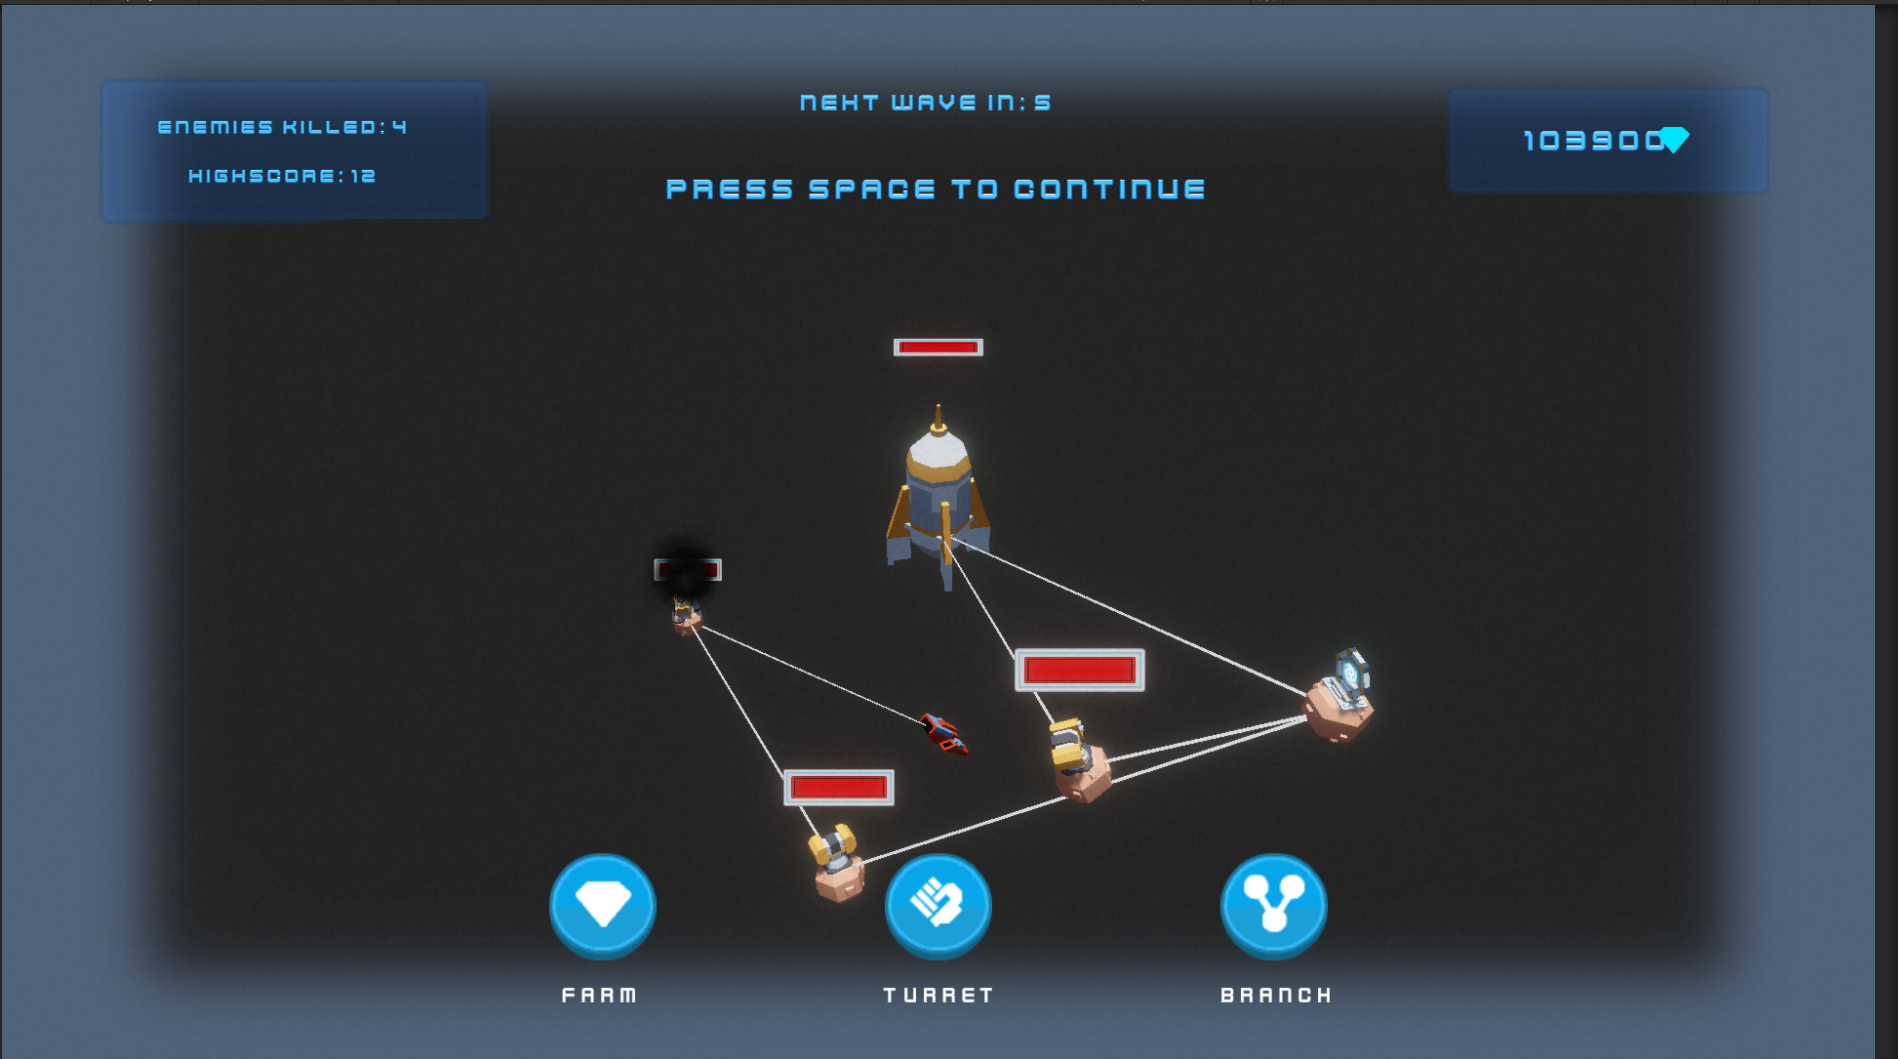 ENEMIES KILLED: 4
HIGHSCORE: 12
NEXT WAVE IN: 5
PRESS SPACE TO CONTINUE
103900
FARM
TURRET
BRANCH